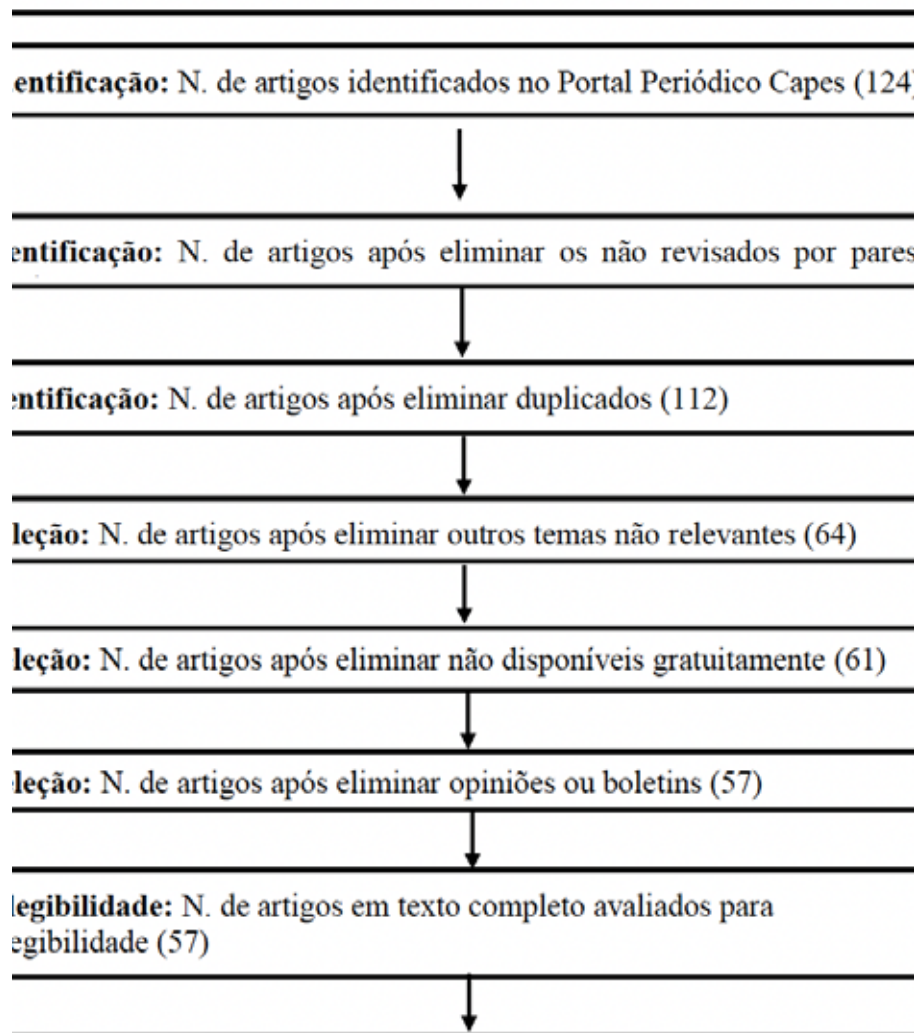 entificação: N. de artigos identificados no Portal Periódico Capes (124)
entificação: N. de artigos após eliminar os não revisados por pares
entificação: N. de artigos após eliminar duplicados (112)
leção: N. de artigos após eliminar outros temas não relevantes (64)
leção: N. de artigos após eliminar não disponíveis gratuitamente (61)
eleção: N. de artigos após eliminar opiniões ou boletins (57)
legibilidade: N. de artigos em texto completo avaliados para
egibilidade (57)